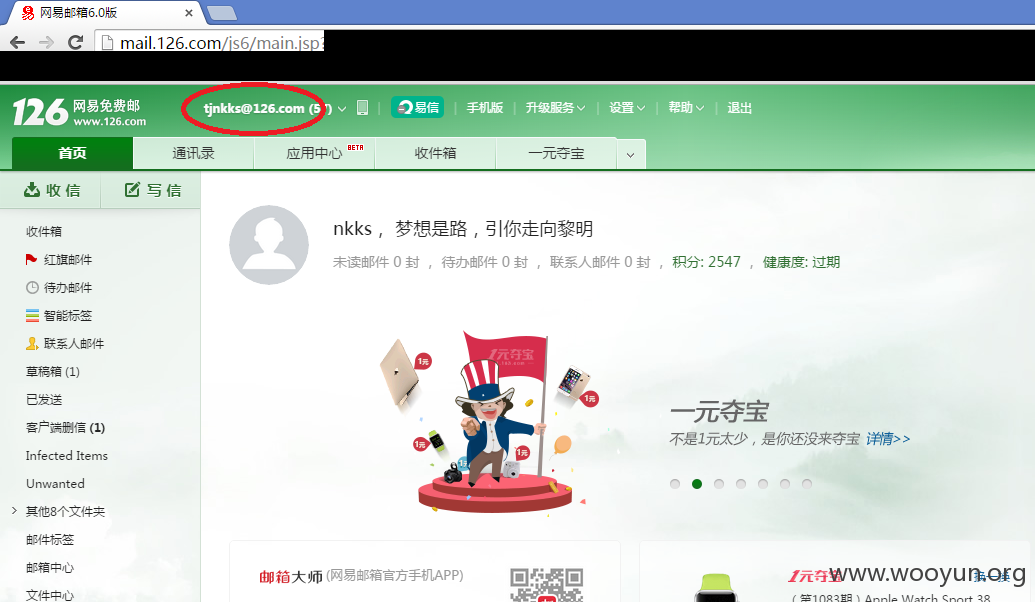 网易邮箱6.0版
mail.126.com/js6/main.jsp?
126 网易免费邮
www.126.com
tjnkks@126.com
易信 | 手机版 | 升级服务 | 设置 | 帮助 | 退出
首页 通讯录 应用中心 BETA 收件箱 一元夺宝
收信 写信
收件箱
红旗邮件
待办邮件
智能标签
联系人邮件
草稿箱 (1)
已发送
客户端删信 (1)
Infected Items
Unwanted
其他8个文件夹
邮件标签
邮箱中心
文件中心
nkks， 梦想是路，引你走向黎明
未读邮件 0 封 ， 待办邮件 0 封 ， 联系人邮件 0 封 ， 积分: 2547 ， 健康度: 过期
1元夺宝
1元
1元
1元
1元
一元夺宝
不是1元太少，是你还没来夺宝 详情>>
邮箱大师 (网易邮箱官方手机APP)
1元夺宝
www.wooyun.org
（第1083期）Apple Watch Sport 38